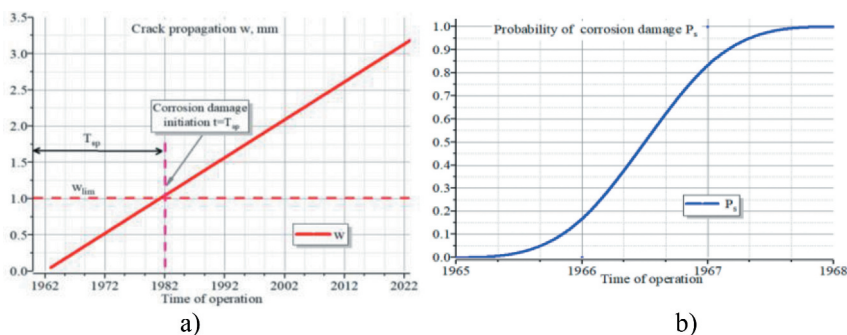 Crack propagation w, mm
3.5
3.0
2.5
2.0
1.5
1.0
0.5
0.0
Corrosion damage
initiation t=Tsp
Tsp
wlim
w
1962 1972 1982 1992 2002 2012 2022
Time of operation
a)
Probability of corrosion damage Ps
1.0
0.9
0.8
0.7
0.6
0.5
0.4
0.3
0.2
0.1
0.0
Ps
1965 1966 1967 1968
Time of operation
b)